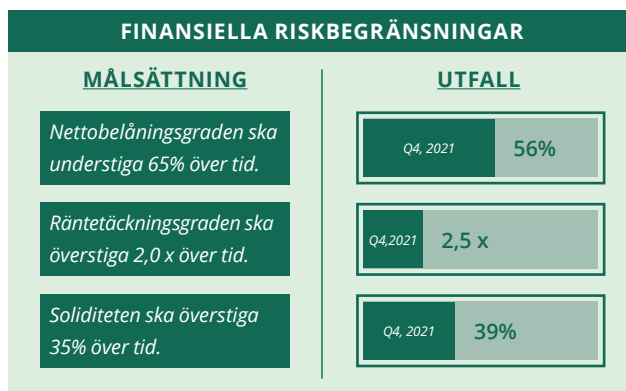 FINANSIELLA RISKBEGRÄNSNINGAR
MÅLSÄTTNING
UTFALL
Nettobelåningsgraden ska
understiga 65% över tid.
Q4, 2021
56%
Räntetäckningsgraden ska
överstiga 2,0 x över tid.
Q4,2021
2,5 x
Soliditeten ska överstiga
35% över tid.
Q4, 2021
39%